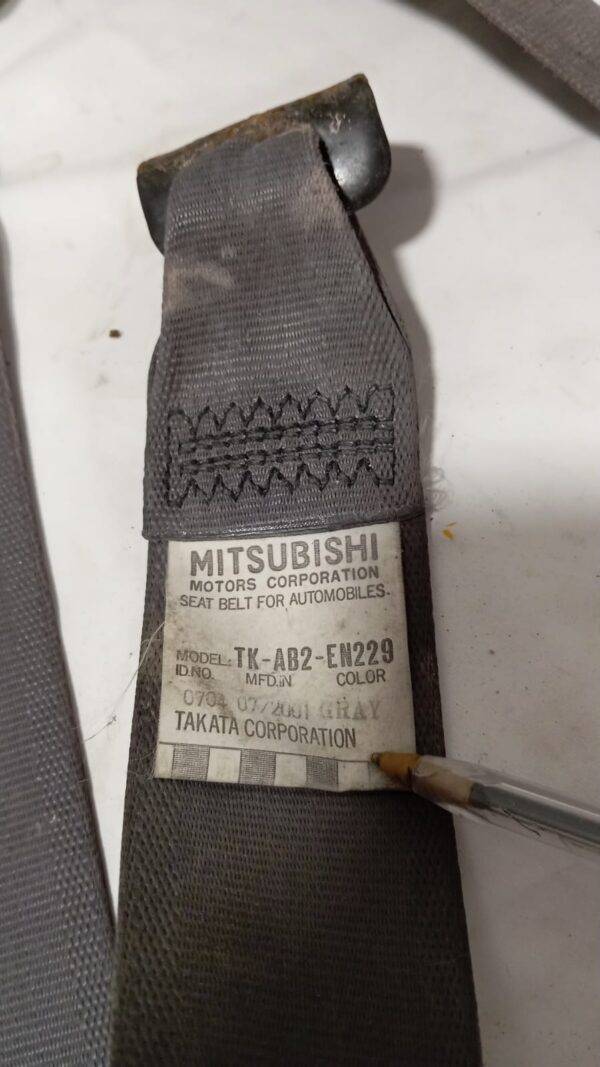 MITSUBISHI
MOTORS CORPORATION
SEAT BELT FOR AUTOMOBILES.
MODEL: TK-AB2-EN229
ID.NO. MFD.IN COLOR
0704 07/2001 GRAY
TAKATA CORPORATION